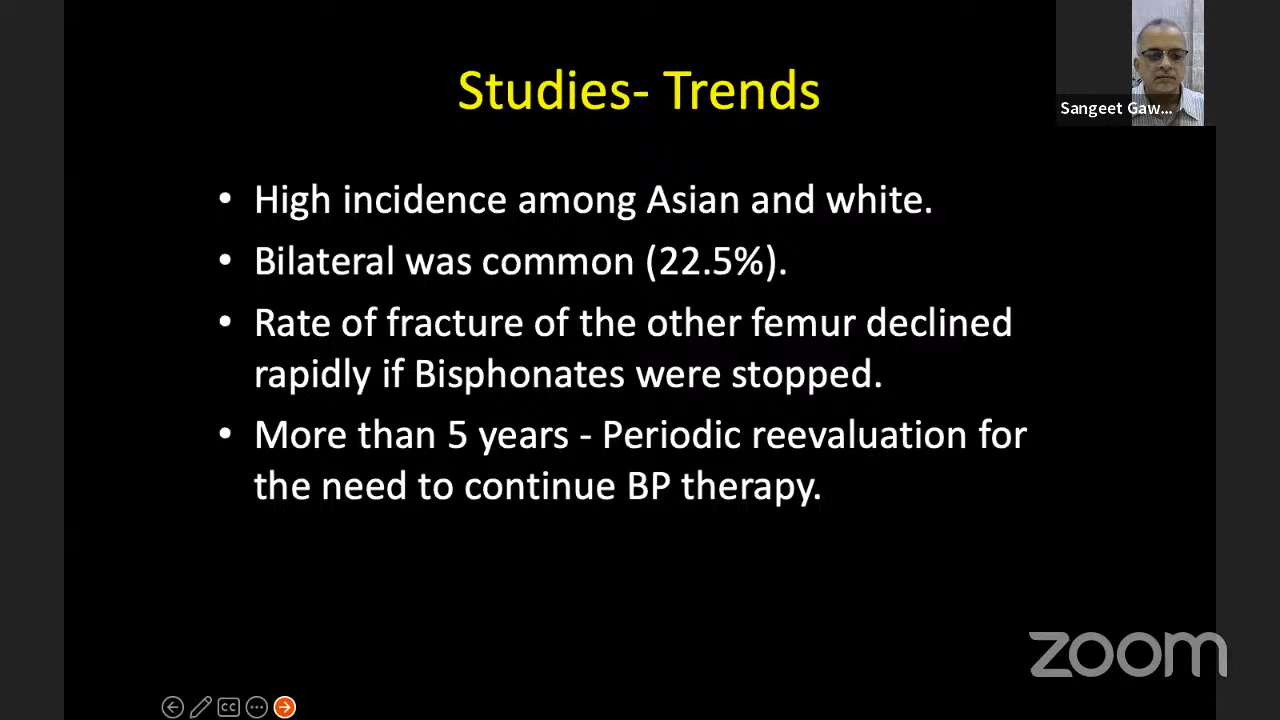 Studies- Trends
Sangeet Gaw...
• High incidence among Asian and white.
• Bilateral was common (22.5%).
• Rate of fracture of the other femur declined
rapidly if Bisphonates were stopped.
• More than 5 years - Periodic reevaluation for
the need to continue BP therapy.
zoom
CC